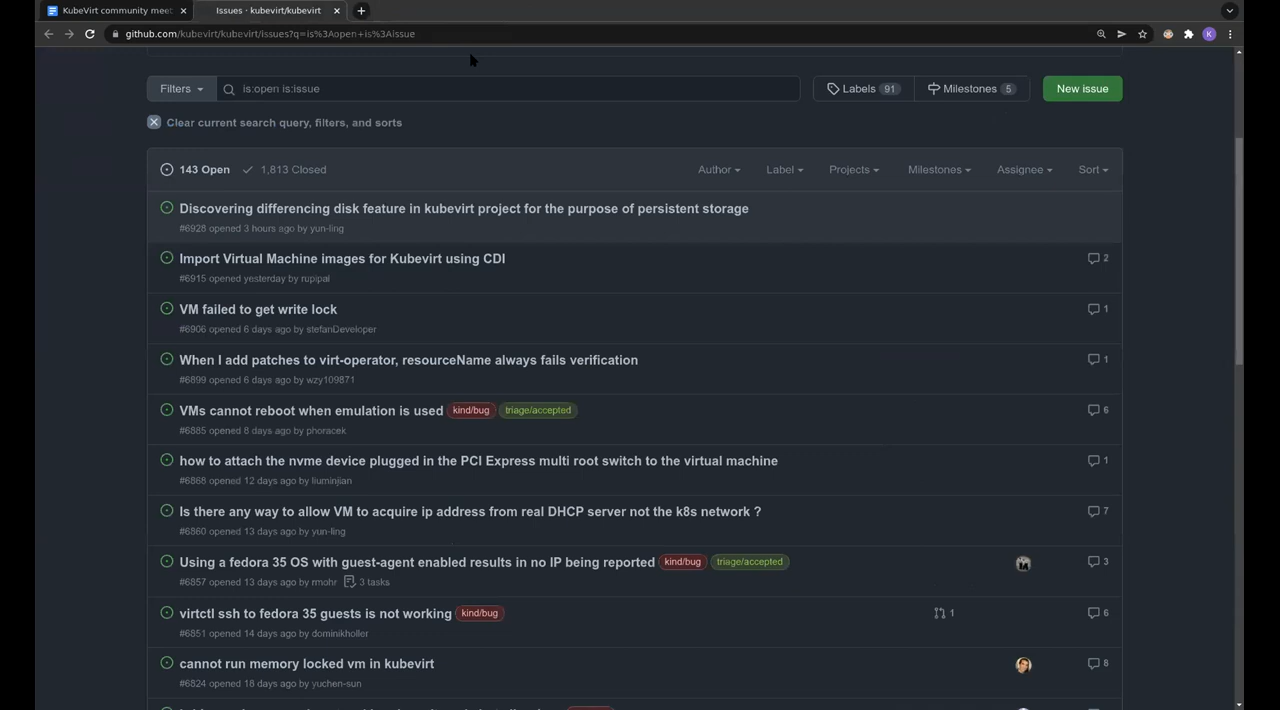 KubeVirt community meet
Issues · kubevirt/kubevirt
github.com/kubevirt/kubevirt/issues?q=is%3Aopen+is%3Aissue
K
Filters
is:open is:issue
Labels 91
Milestones 5
New issue
Clear current search query, filters, and sorts
143 Open
1,813 Closed
Author
Label
Projects
Milestones
Assignee
Sort
Discovering differencing disk feature in kubevirt project for the purpose of persistent storage
#6928 opened 3 hours ago by yun-ling
Import Virtual Machine images for Kubevirt using CDI
2
#6915 opened yesterday by rupipal
VM failed to get write lock
1
#6906 opened 6 days ago by stefanDeveloper
When I add patches to virt-operator, resourceName always fails verification
1
#6899 opened 6 days ago by wzy109871
VMs cannot reboot when emulation is used kind/bug triage/accepted
6
#6885 opened 8 days ago by phoracek
how to attach the nvme device plugged in the PCI Express multi root switch to the virtual machine
1
#6868 opened 12 days ago by liuminjian
Is there any way to allow VM to acquire ip address from real DHCP server not the k8s network ?
7
#6860 opened 13 days ago by yun-ling
Using a fedora 35 OS with guest-agent enabled results in no IP being reported kind/bug triage/accepted
3
#6857 opened 13 days ago by rmohr 3 tasks
virtctl ssh to fedora 35 guests is not working kind/bug
1
6
#6851 opened 14 days ago by dominikholler
cannot run memory locked vm in kubevirt
8
#6824 opened 18 days ago by yuchen-sun